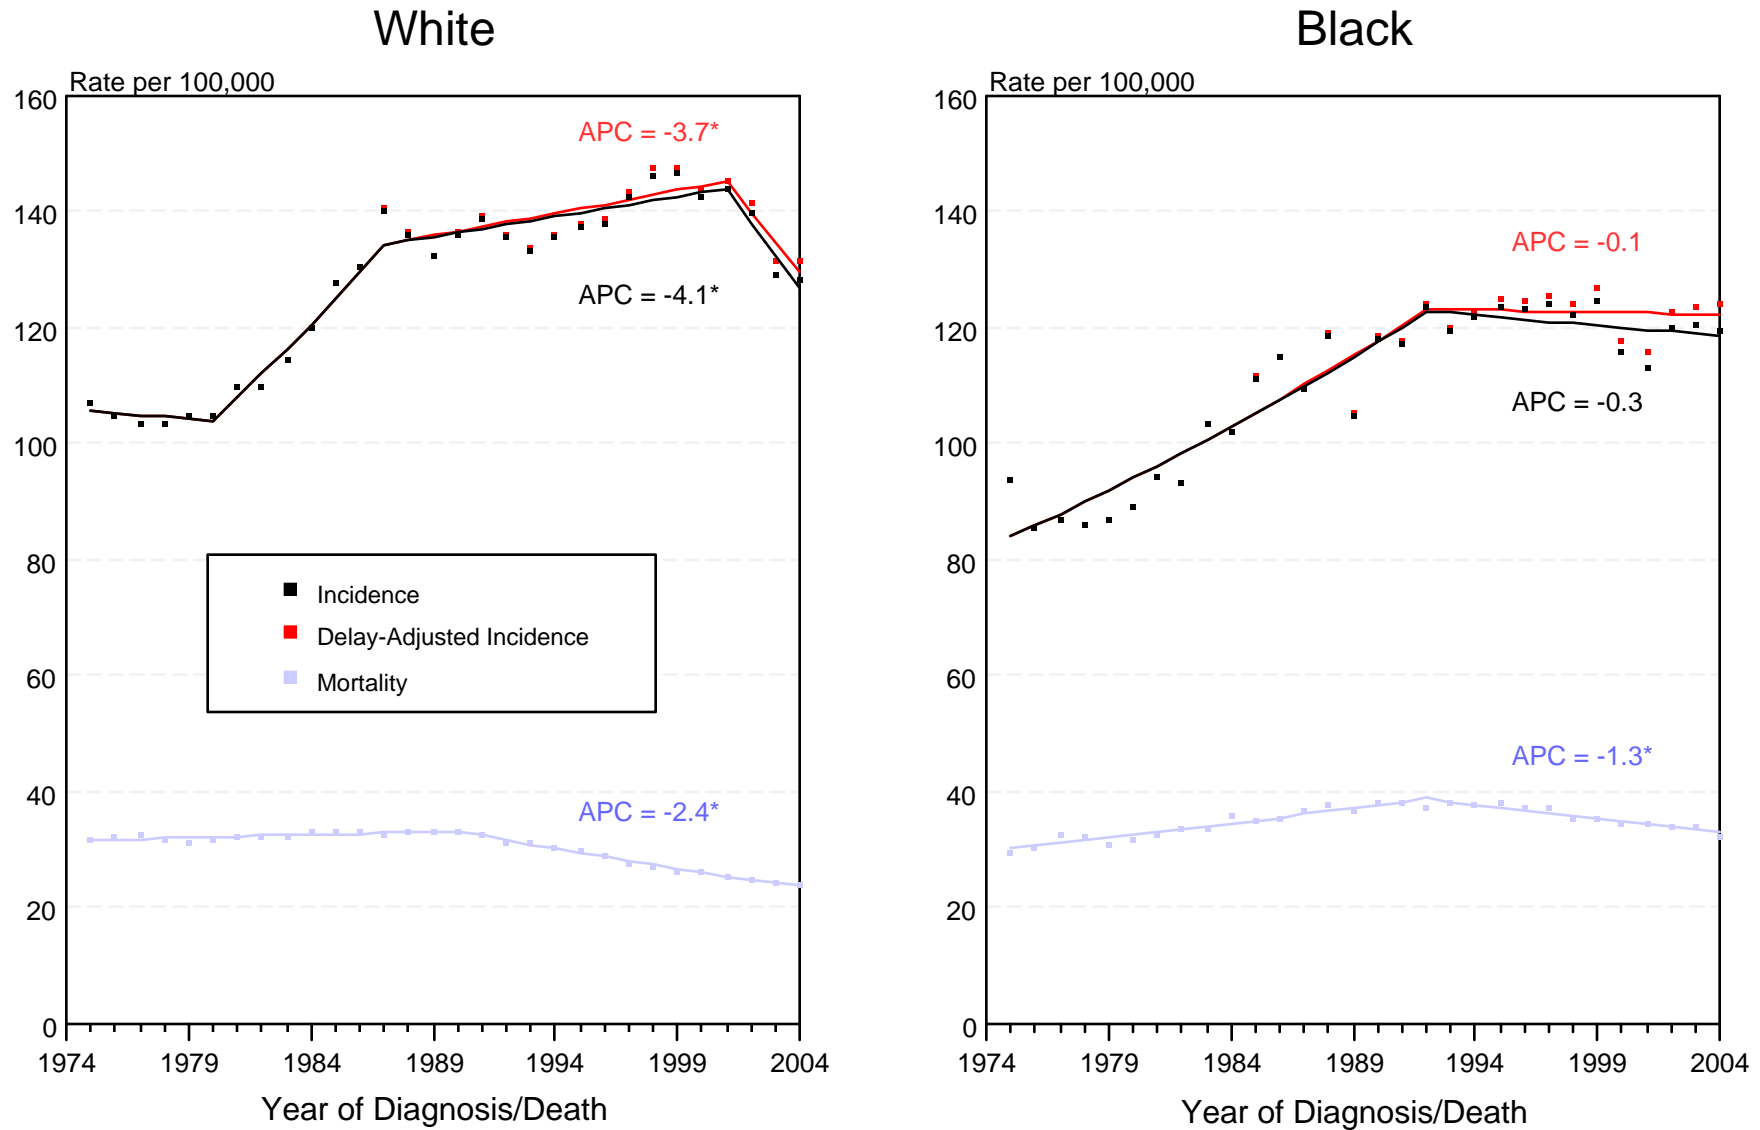 White
Rate per 100,000
160
140
120
100
80
60
40
20
0
APC = -3.7*
APC = -4.1*
Incidence
Delay-Adjusted Incidence
Mortality
APC = -2.4*
1974 1979 1984 1989 1994 1999 2004
Year of Diagnosis/Death
Black
Rate per 100,000
160
140
120
100
80
60
40
20
0
APC = -0.1
APC = -0.3
APC = -1.3*
1974 1979 1984 1989 1994 1999 2004
Year of Diagnosis/Death